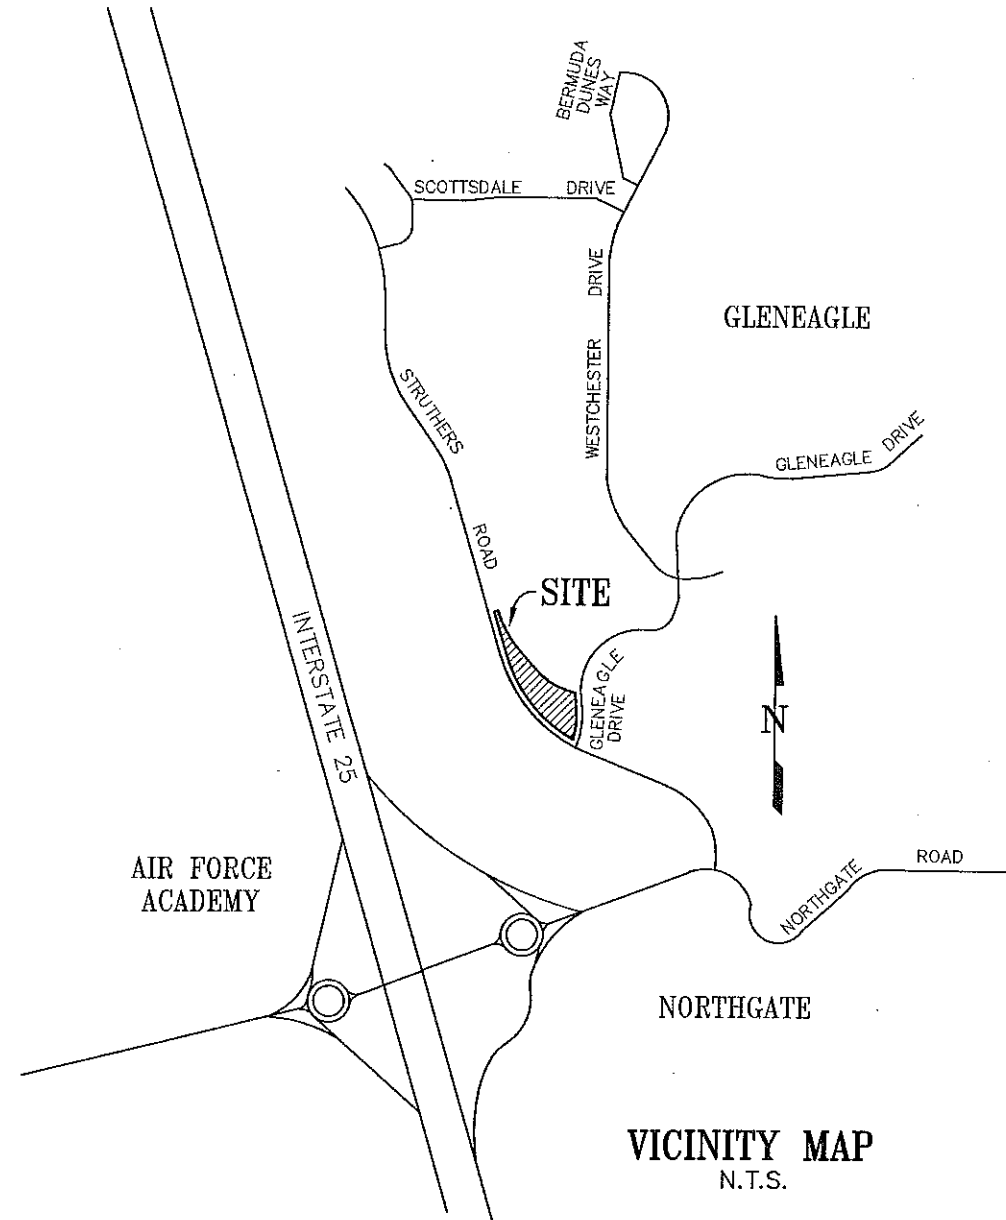 BERMUDA
DUNES
WAY
SCOTTSDALE DRIVE
WESTCHESTER DRIVE
GLENEAGLE
STRUTHERS ROAD
GLENEAGLE DRIVE
SITE
INTERSTATE 25
GLENEAGLE
DRIVE
N
AIR FORCE
ACADEMY
NORTHGATE ROAD
NORTHGATE
VICINITY MAP
N.T.S.